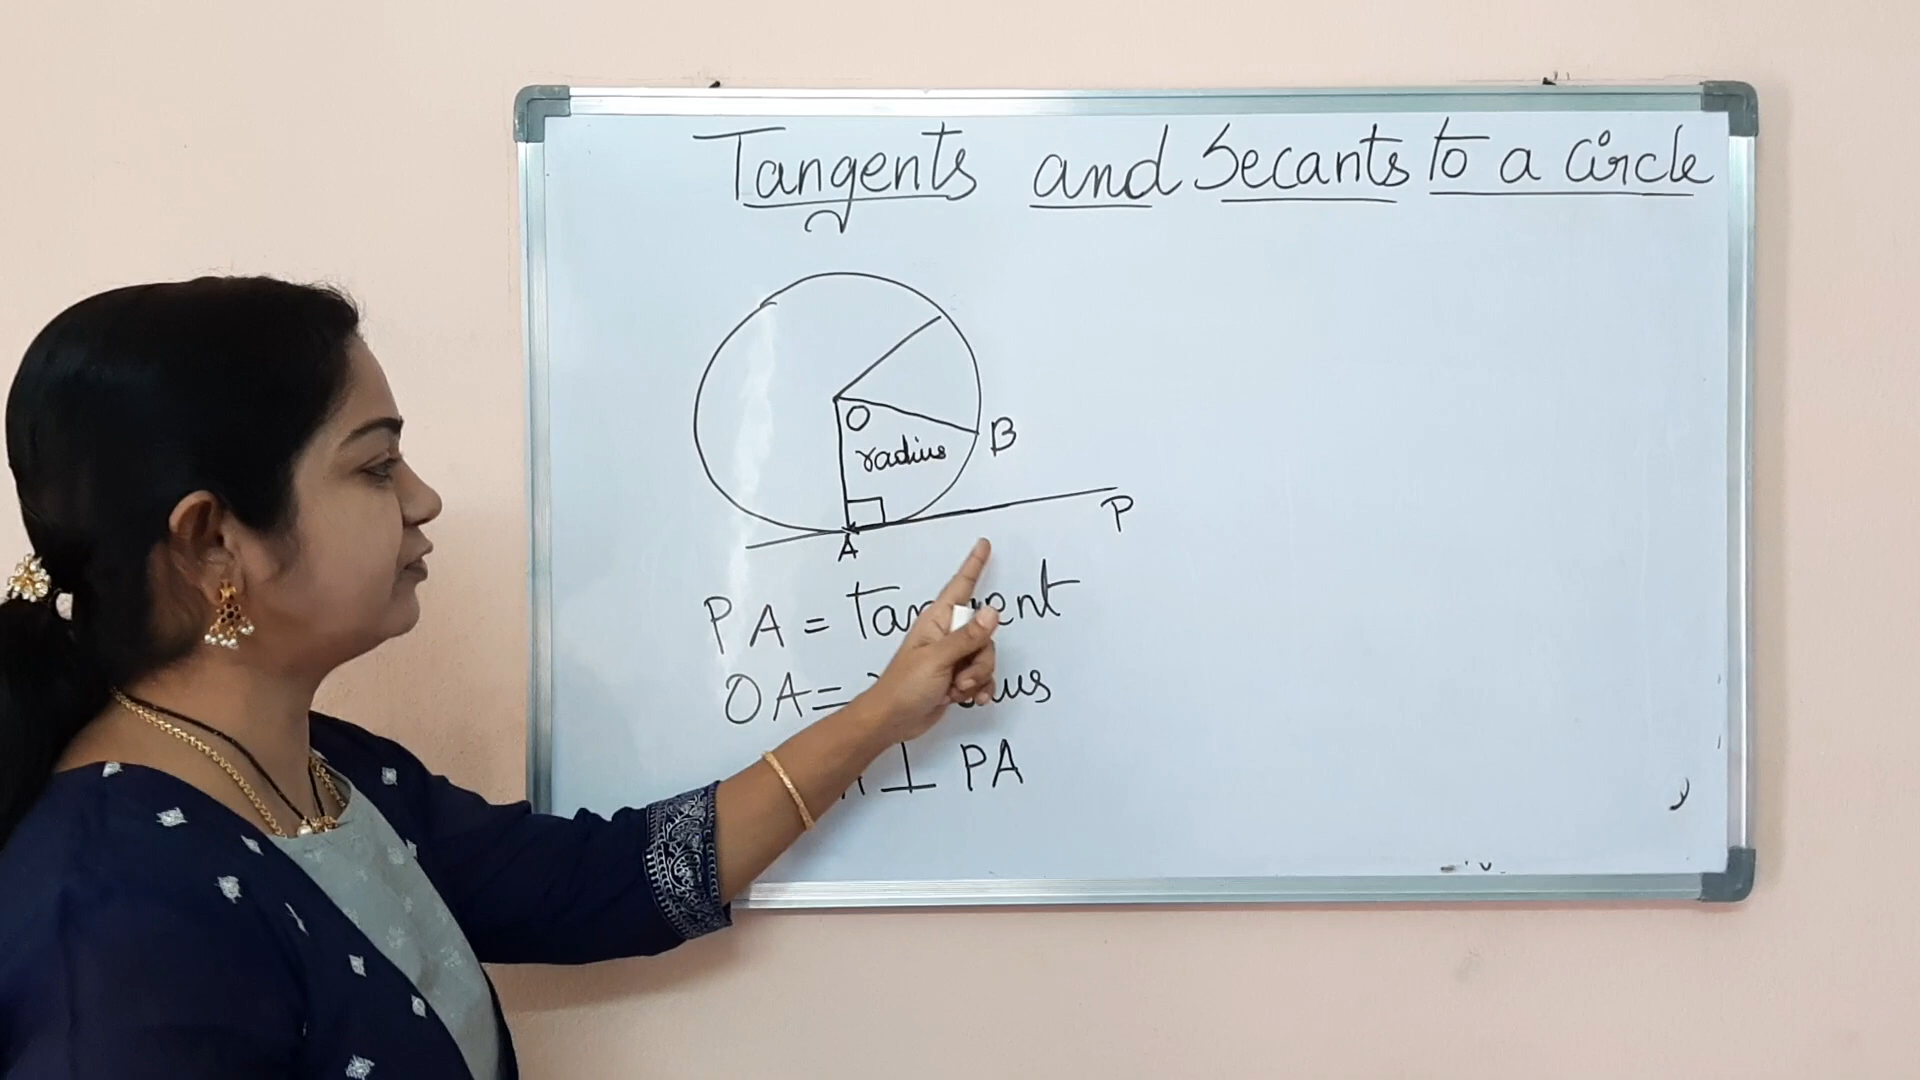 Tangents and Secants to a circle
O
radius
B
P
A
PA = tangent
OA = radius
⊥ PA